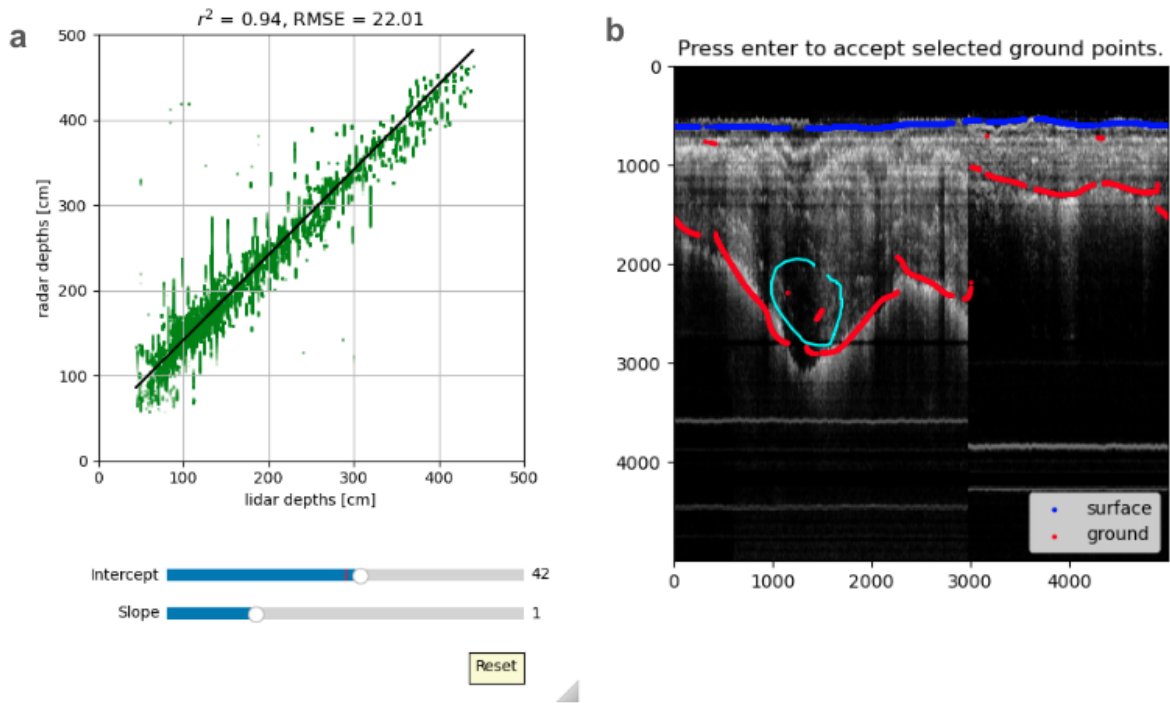 a
r² = 0.94, RMSE = 22.01
500
400
300
200
100
0
radar depths [cm]
0 100 200 300 400 500
lidar depths [cm]
Intercept 42
Slope 1
Reset
b
Press enter to accept selected ground points.
0
1000
2000
3000
4000
surface
ground
0 1000 2000 3000 4000